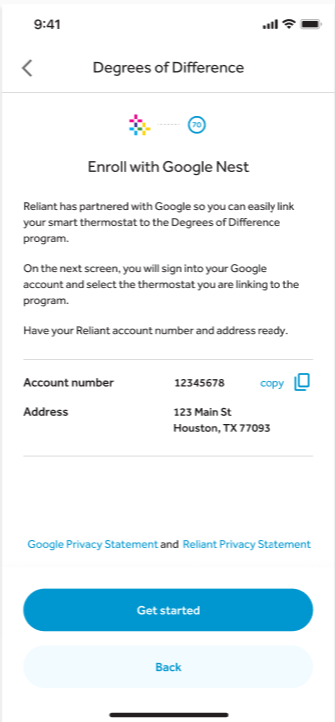 9:41
Degrees of Difference
70
Enroll with Google Nest
Reliant has partnered with Google so you can easily link
your smart thermostat to the Degrees of Difference
program.
On the next screen, you will sign into your Google
account and select the thermostat you are linking to the
program.
Have your Reliant account number and address ready.
Account number 12345678 copy
Address 123 Main St
Houston, TX 77093
Google Privacy Statement and Reliant Privacy Statement
Get started
Back